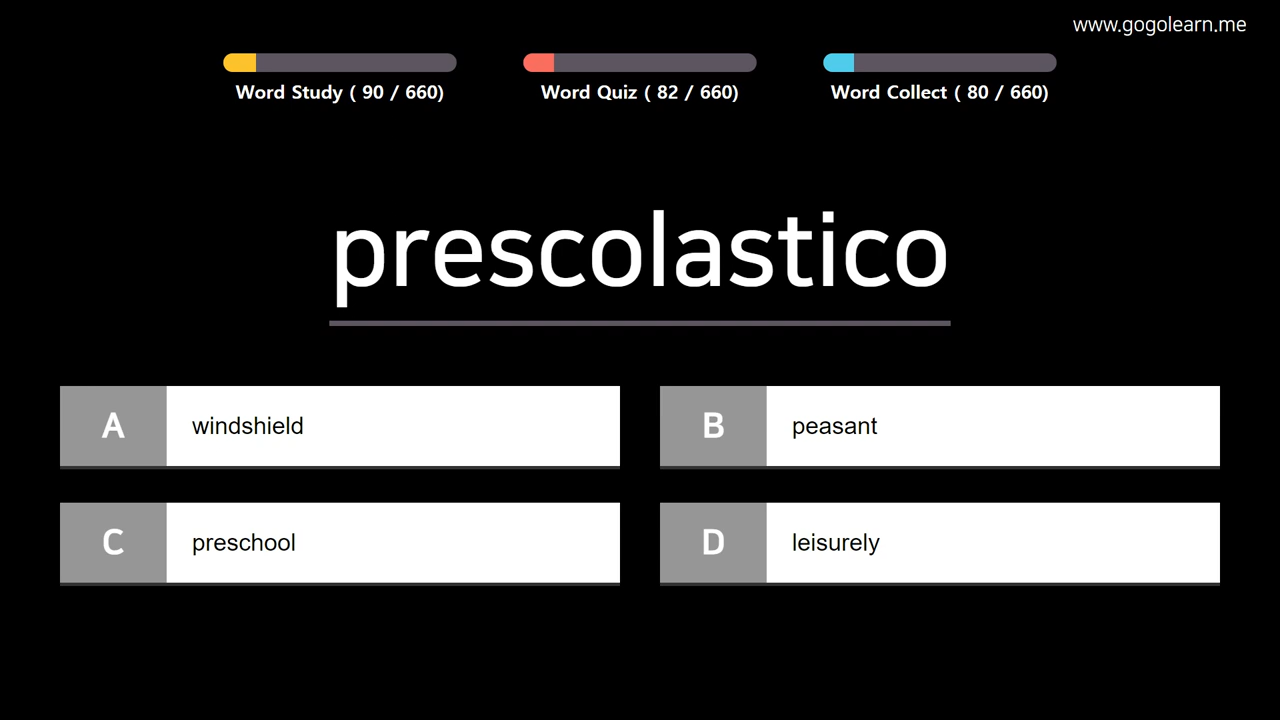 www.gogolearn.me
Word Study ( 90 / 660)
Word Quiz ( 82 / 660)
Word Collect ( 80 / 660)
prescolastico
A windshield
B peasant
C preschool
D leisurely